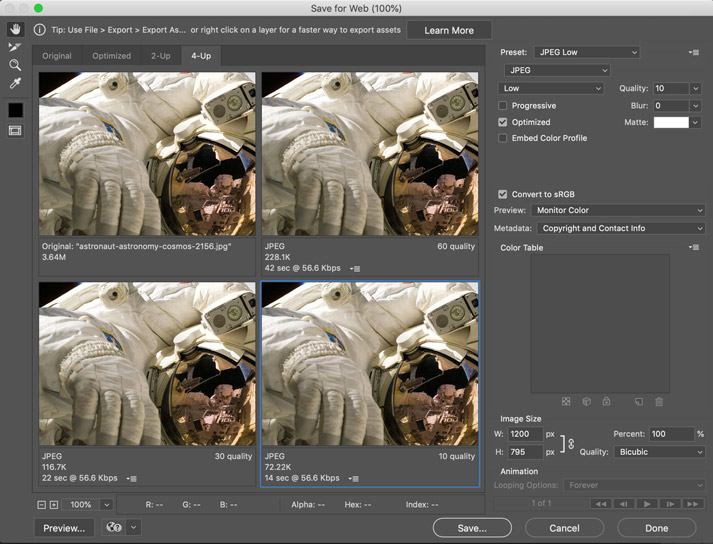 Save for Web (100%)
Tip: Use File > Export > Export As... or right click on a layer for a faster way to export assets
Learn More
Original Optimized 2-Up 4-Up
Original: "astronaut-astronomy-cosmos-2156.jpg"
3.64M
JPEG 60 quality
228.1K
42 sec @ 56.6 Kbps
JPEG 30 quality
116.7K
22 sec @ 56.6 Kbps
JPEG 10 quality
72.22K
14 sec @ 56.6 Kbps
Preset: JPEG Low
JPEG
Low Quality: 10
Progressive Blur: 0
Optimized Matte:
Embed Color Profile
Convert to sRGB
Preview: Monitor Color
Metadata: Copyright and Contact Info
Color Table
Image Size
W: 1200 px Percent: 100 %
H: 795 px Quality: Bicubic
Animation
Looping Options: Forever
1 of 1
100% R: -- G: -- B: -- Alpha: -- Hex: -- Index: --
Preview... Save... Cancel Done